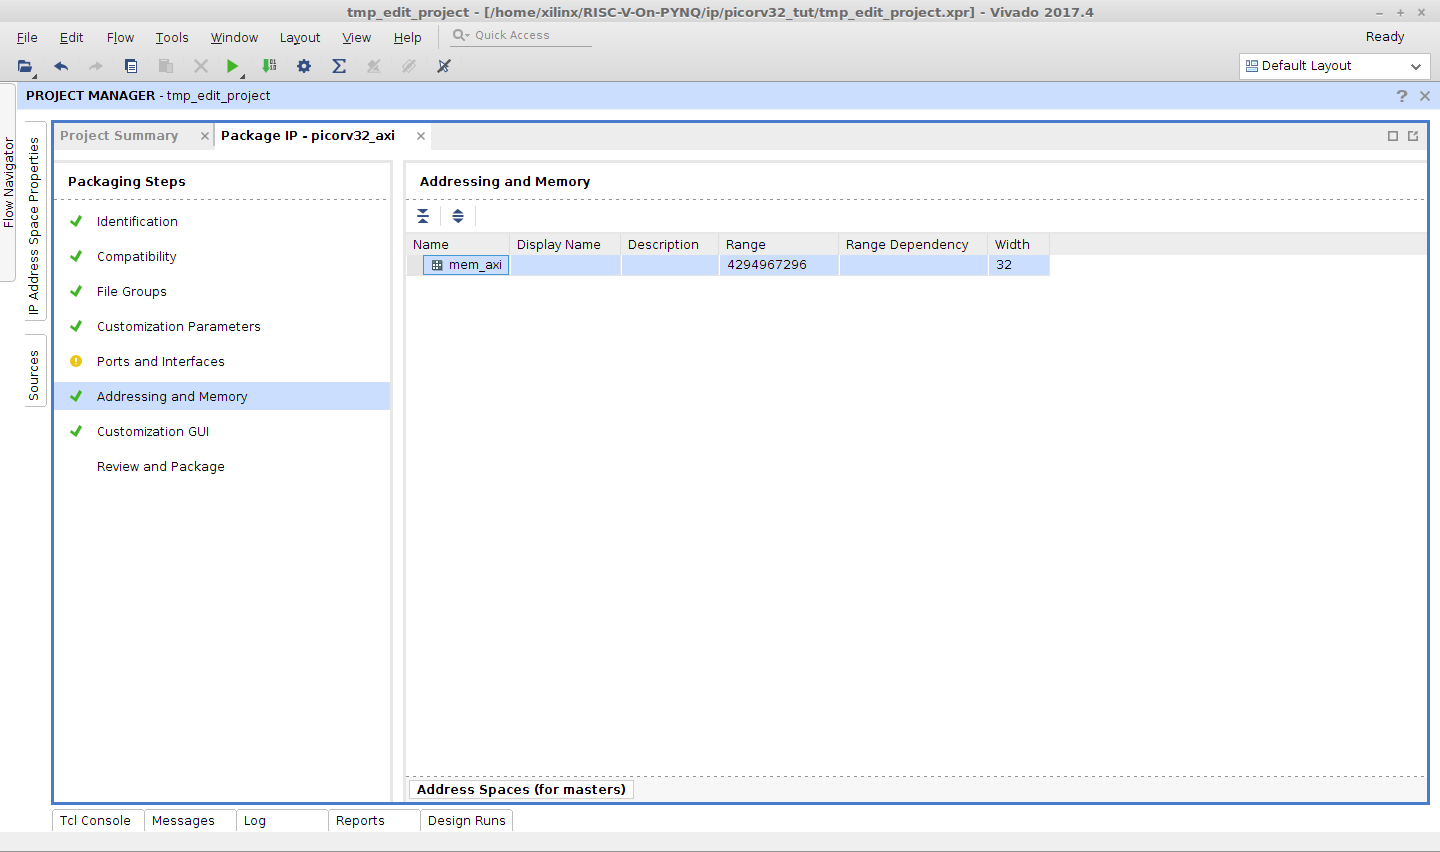 tmp_edit_project - [/home/xilinx/RISC-V-On-PYNQ/ip/picorv32_tut/tmp_edit_project.xpr] - Vivado 2017.4
File Edit Flow Tools Window Layout View Help Quick Access Ready
Default Layout
PROJECT MANAGER - tmp_edit_project
Flow Navigator
IP Address Space Properties
Sources
Project Summary Package IP - picorv32_axi
Packaging Steps
Identification
Compatibility
File Groups
Customization Parameters
Ports and Interfaces
Addressing and Memory
Customization GUI
Review and Package
Addressing and Memory
Name Display Name Description Range Range Dependency Width
mem_axi 4294967296 32
Address Spaces (for masters)
Tcl Console Messages Log Reports Design Runs